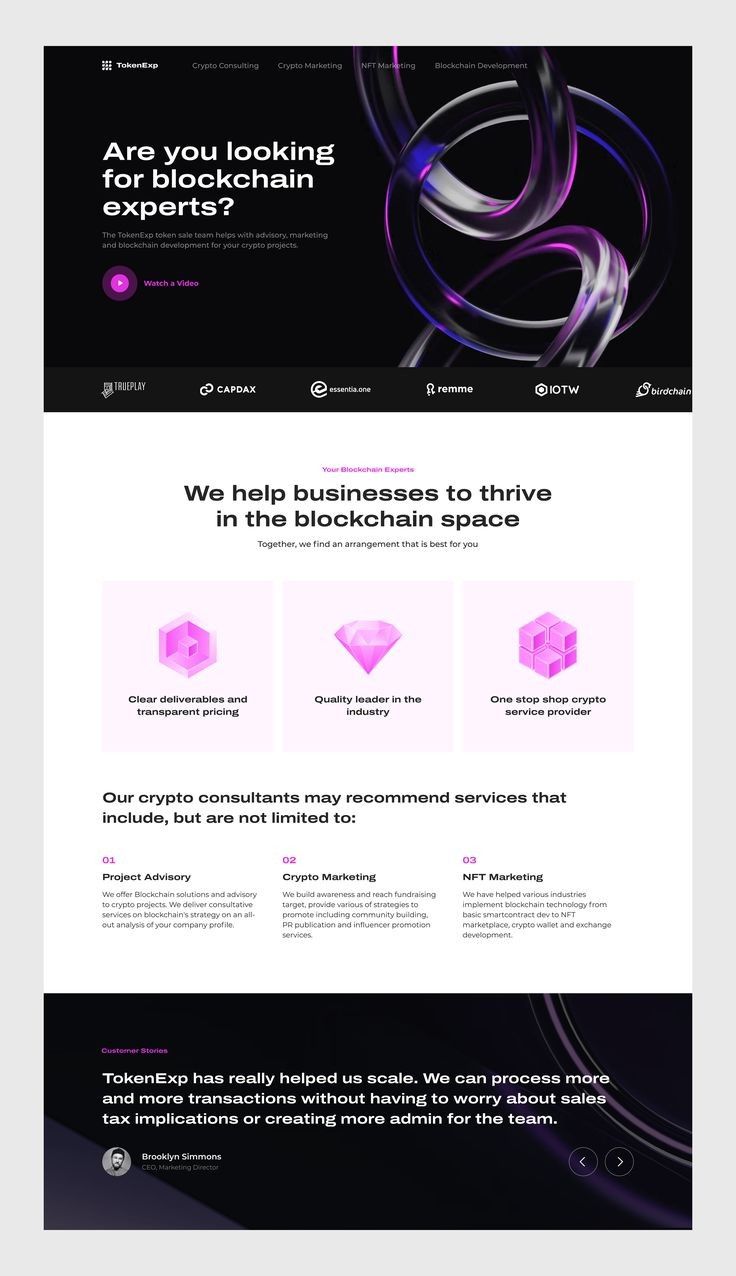 TokenExp
Crypto Consulting
Crypto Marketing
NFT Marketing
Blockchain Development
Are you looking
for blockchain
experts?
The TokenExp token sale team helps with advisory, marketing
and blockchain development for your crypto projects.
Watch a Video
TRUEPLAY
CAPDAX
essentia.one
remme
IOTW
birdchain
Your Blockchain Experts
We help businesses to thrive
in the blockchain space
Together, we find an arrangement that is best for you
Clear deliverables and
transparent pricing
Quality leader in the
industry
One stop shop crypto
service provider
Our crypto consultants may recommend services that
include, but are not limited to:
01
Project Advisory
We offer Blockchain solutions and advisory
to crypto projects. We deliver consultative
services on blockchain's strategy on an all-
out analysis of your company profile.
02
Crypto Marketing
We build awareness and reach fundraising
target, provide various of strategies to
promote including community building,
PR publication and influencer promotion
services.
03
NFT Marketing
We have helped various industries
implement blockchain technology from
basic smartcontract dev to NFT
marketplace, crypto wallet and exchange
development.
Customer Stories
TokenExp has really helped us scale. We can process more
and more transactions without having to worry about sales
tax implications or creating more admin for the team.
Brooklyn Simmons
CEO, Marketing Director